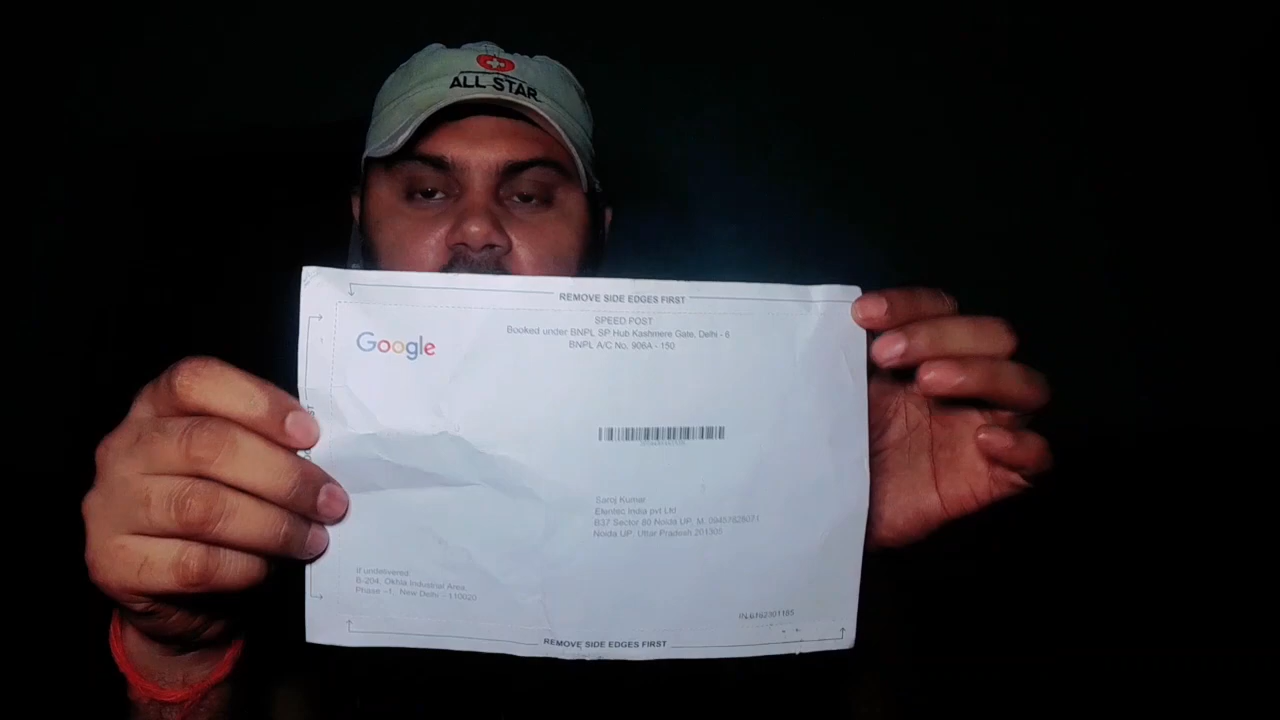 ALL STAR
REMOVE SIDE EDGES FIRST
SPEED POST
Booked under BNPL SP Hub Kashmere Gate, Delhi - 6
BNPL A/C No. 906A - 150
Google
Saroj Kumar
Elentec India pvt Ltd
B37 Sector 80 Noida UP, M. 09457828071
Noida UP, Uttar Pradesh 201305
If undelivered:
B-204, Okhla Industrial Area
Phase -1, New Delhi - 110020
REMOVE SIDE EDGES FIRST